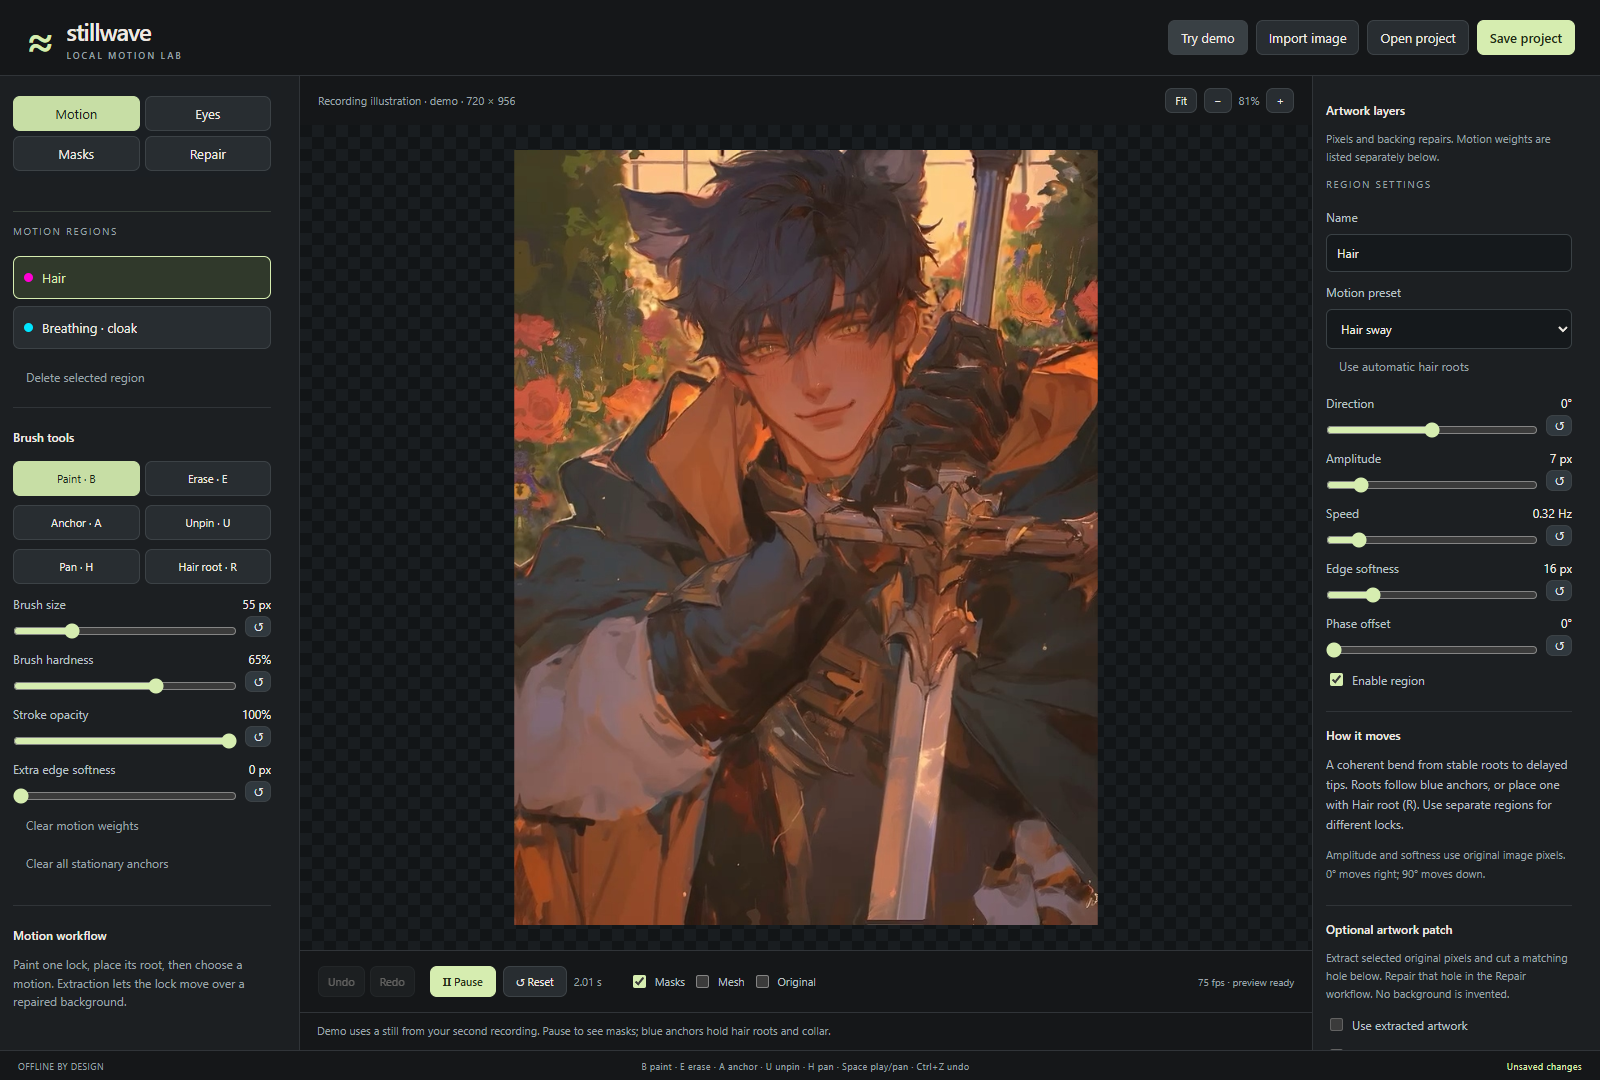 stillwave
LOCAL MOTION LAB
Try demo
Import image
Open project
Save project
Motion
Eyes
Masks
Repair
MOTION REGIONS
Hair
Breathing · cloak
Delete selected region
Brush tools
Paint · B
Erase · E
Anchor · A
Unpin · U
Pan · H
Hair root · R
Brush size 55 px
↺
Brush hardness 65%
↺
Stroke opacity 100%
↺
Extra edge softness 0 px
↺
Clear motion weights
Clear all stationary anchors
Motion workflow
Paint one lock, place its root, then choose a
motion. Extraction lets the lock move over a
repaired background.
Recording illustration · demo · 720 × 956
Fit
−
81%
+
Undo
Redo
Pause
↺ Reset
2.01 s
Masks
Mesh
Original
75 fps · preview ready
Demo uses a still from your second recording. Pause to see masks; blue anchors hold hair roots and collar.
Artwork layers
Pixels and backing repairs. Motion weights are
listed separately below.
REGION SETTINGS
Name
Hair
Motion preset
Hair sway
Use automatic hair roots
Direction 0°
↺
Amplitude 7 px
↺
Speed 0.32 Hz
↺
Edge softness 16 px
↺
Phase offset 0°
↺
Enable region
How it moves
A coherent bend from stable roots to delayed
tips. Roots follow blue anchors, or place one
with Hair root (R). Use separate regions for
different locks.
Amplitude and softness use original image pixels.
0° moves right; 90° moves down.
Optional artwork patch
Extract selected original pixels and cut a matching
hole below. Repair that hole in the Repair
workflow. No background is invented.
Use extracted artwork
OFFLINE BY DESIGN
B paint · E erase · A anchor · U unpin · H pan · Space play/pan · Ctrl+Z undo
Unsaved changes